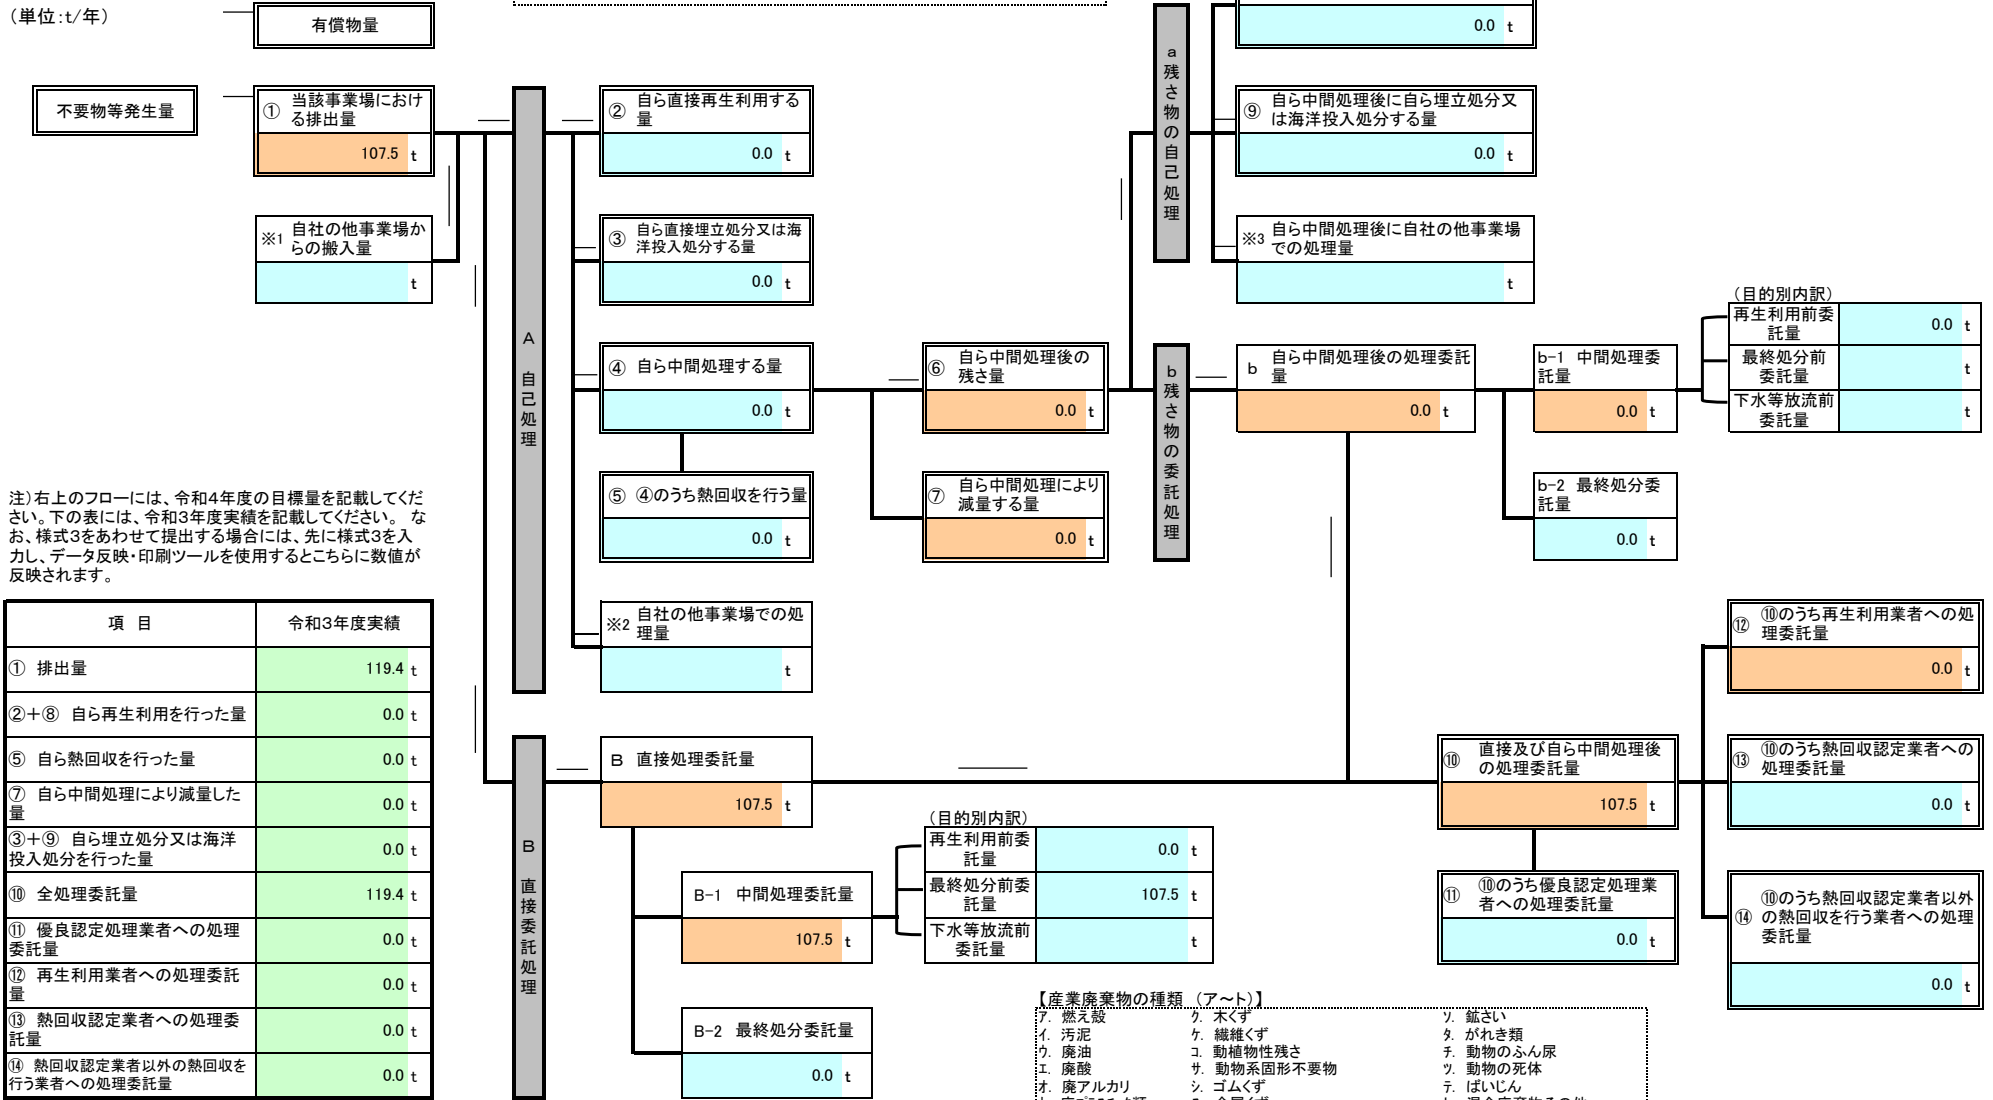 （単位:t/年）
有償物量
0.0 t
不要物等発生量
① 当該事業場におけ
る排出量
107.5 t
※1 自社の他事業場か
らの搬入量
t
A 自己処理
② 自ら直接再生利用する
量
0.0 t
③ 自ら直接埋立処分又は海
洋投入処分する量
0.0 t
④ 自ら中間処理する量
0.0 t
⑤ ④のうち熱回収を行う量
0.0 t
※2 自社の他事業場での処
理量
t
⑥ 自ら中間処理後の
残さ量
0.0 t
⑦ 自ら中間処理により
減量する量
0.0 t
a 残さ物の自己処理
⑨ 自ら中間処理後に自ら埋立処分又
は海洋投入処分する量
0.0 t
※3 自ら中間処理後に自社の他事業場
での処理量
t
b 残さ物の委託処理
b 自ら中間処理後の処理委託
量
0.0 t
b-1 中間処理委
託量
0.0 t
b-2 最終処分委
託量
0.0 t
（目的別内訳）
再生利用前委
託量
0.0 t
最終処分前
委託量
t
下水等放流前
委託量
t
注）右上のフローには、令和4年度の目標量を記載してくだ
さい。下の表には、令和3年度実績を記載してください。 な
お、様式3をあわせて提出する場合には、先に様式3を入
力し、データ反映・印刷ツールを使用するとこちらに数値が
反映されます。
項 目 令和3年度実績
① 排出量 119.4 t
②＋⑧ 自ら再生利用を行った量 0.0 t
⑤ 自ら熱回収を行った量 0.0 t
⑦ 自ら中間処理により減量した
量 0.0 t
③＋⑨ 自ら埋立処分又は海洋
投入処分を行った量 0.0 t
⑩ 全処理委託量 119.4 t
⑪ 優良認定処理業者への処理
委託量 0.0 t
⑫ 再生利用業者への処理委託
量 0.0 t
⑬ 熱回収認定業者への処理委
託量 0.0 t
⑭ 熱回収認定業者以外の熱回収を
行う業者への処理委託量 0.0 t
B 直接委託処理
B 直接処理委託量
107.5 t
B-1 中間処理委託量
107.5 t
B-2 最終処分委託量
0.0 t
（目的別内訳）
再生利用前委
託量
0.0 t
最終処分前委
託量
107.5 t
下水等放流前
委託量
t
⑩ 直接及び自ら中間処理後
の処理委託量
107.5 t
⑪ ⑩のうち優良認定処理業
者への処理委託量
0.0 t
⑫ ⑩のうち再生利用業者への処
理委託量
0.0 t
⑬ ⑩のうち熱回収認定業者への
処理委託量
0.0 t
⑭ ⑩のうち熱回収認定業者以外
の熱回収を行う業者への処理
委託量
0.0 t
【産業廃棄物の種類 （ア～ト）】
ア. 燃え殻 ク. 木くず ソ. 鉱さい
イ. 汚泥 ケ. 繊維くず タ. がれき類
ウ. 廃油 コ. 動植物性残さ チ. 動物のふん尿
エ. 廃酸 サ. 動物系固形不要物 ツ. 動物の死体
オ. 廃アルカリ シ. ゴムくず テ. ばいじん